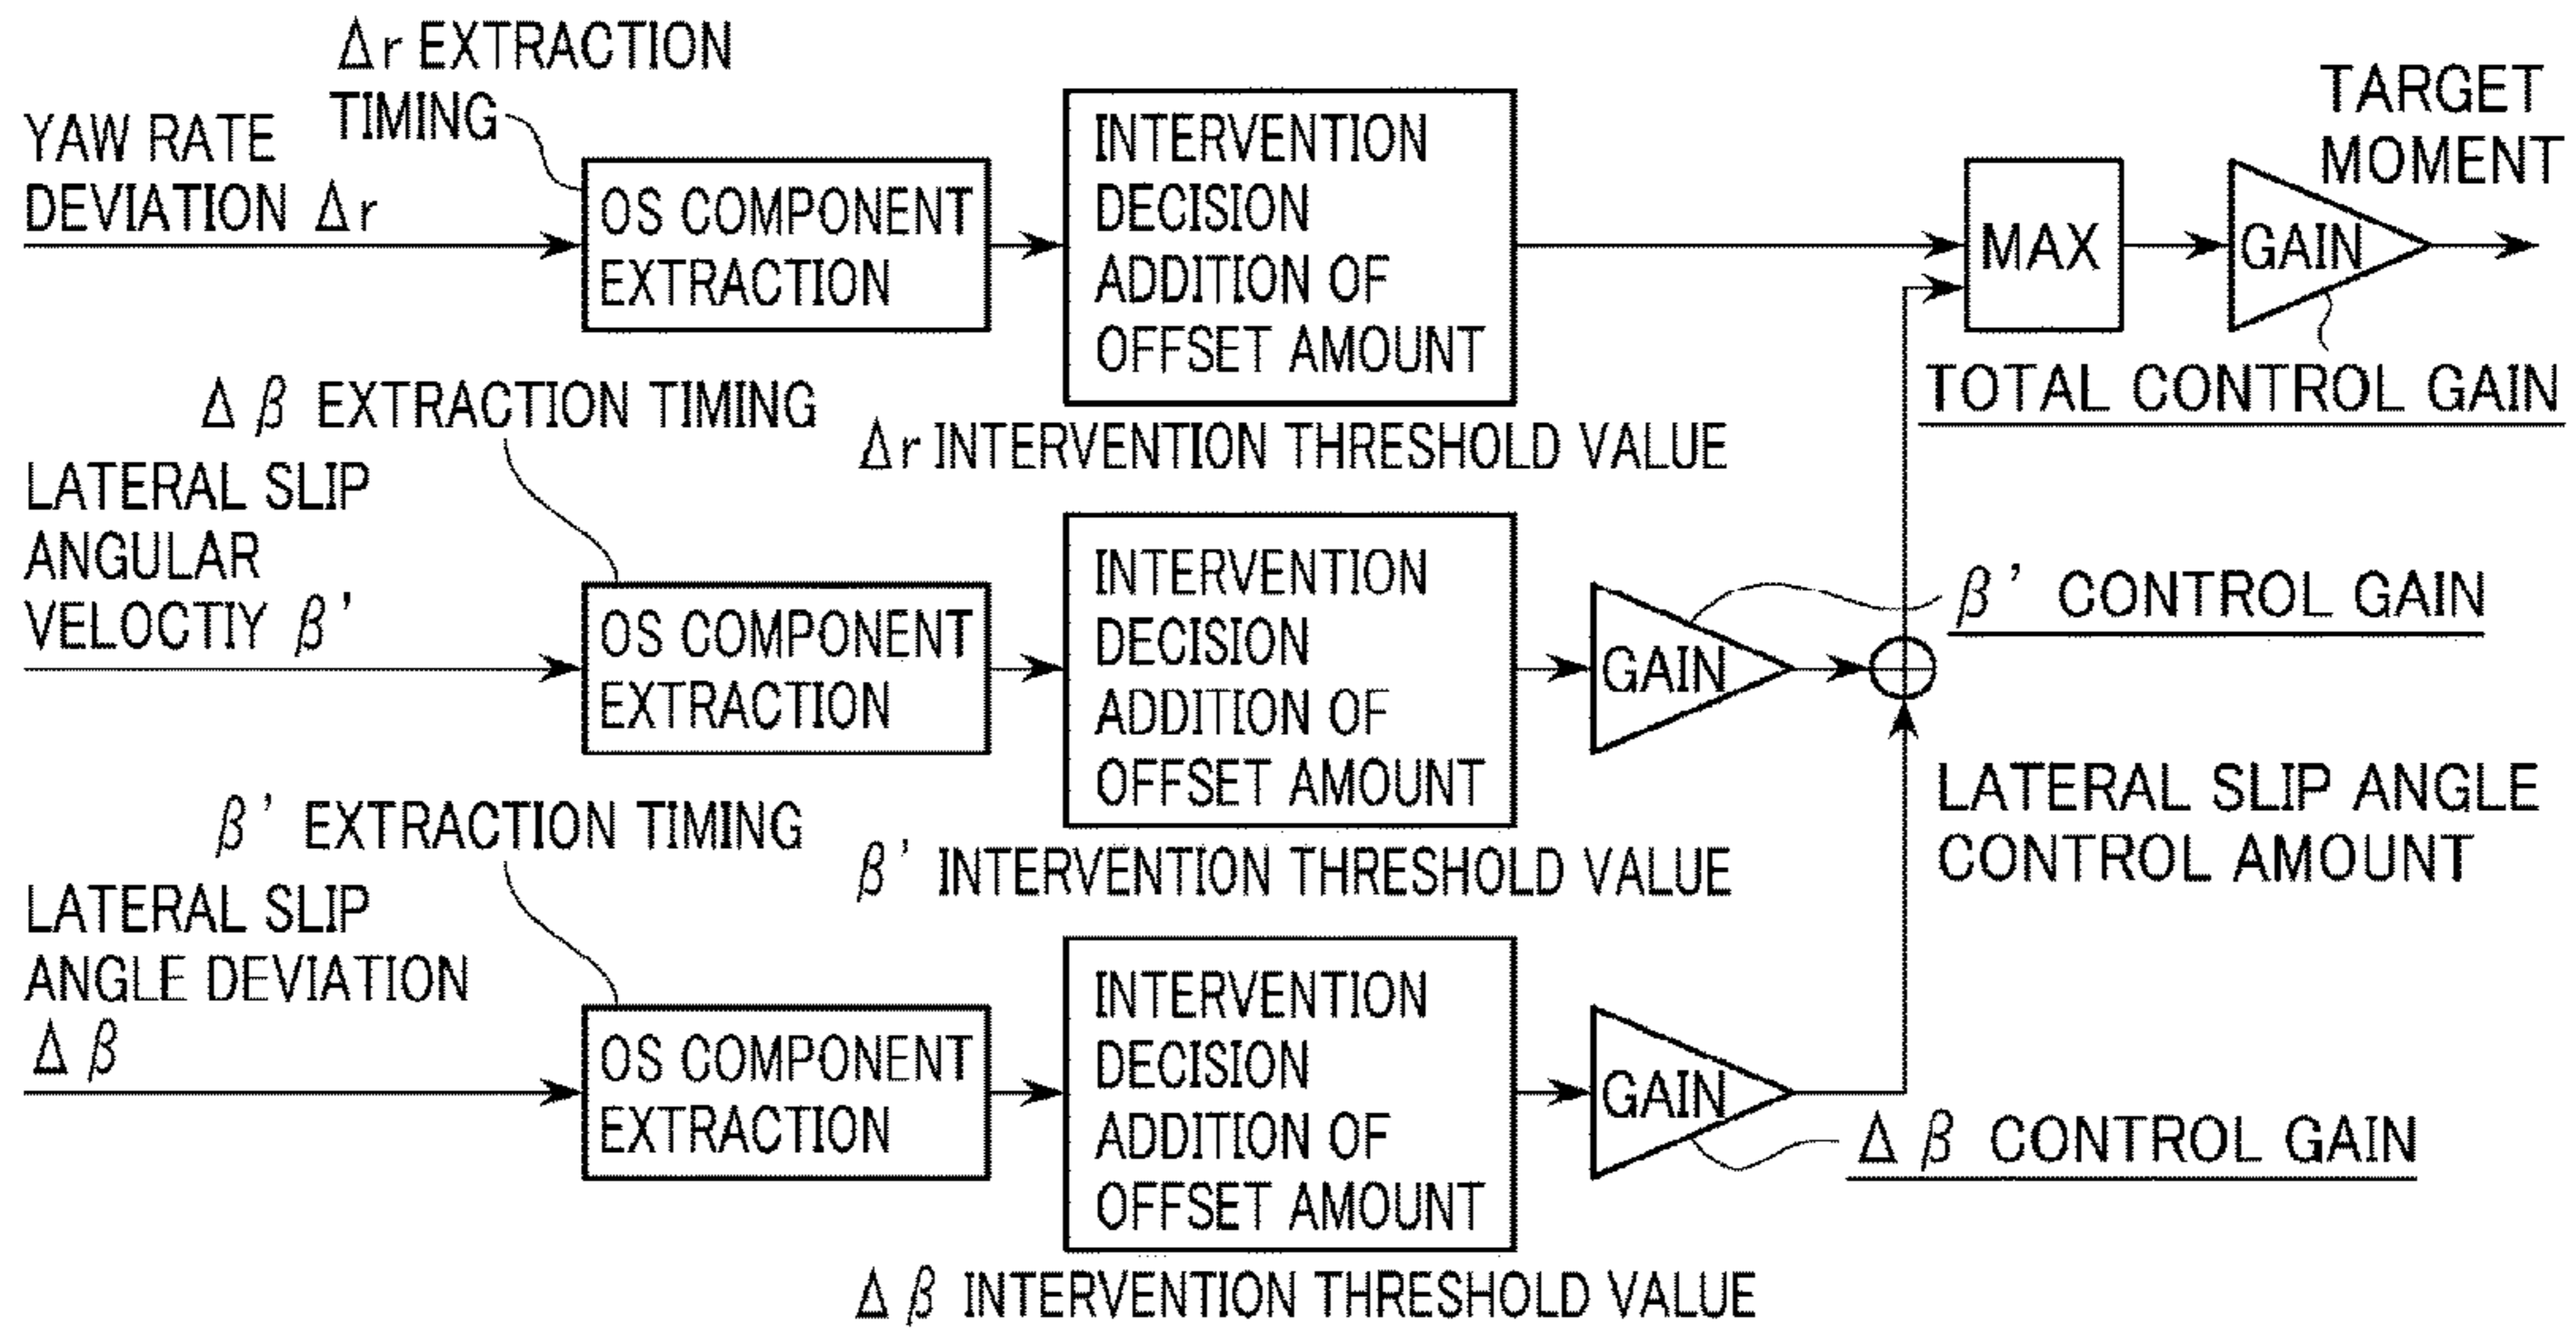 Δr EXTRACTION
TIMING
YAW RATE
DEVIATION Δr
OS COMPONENT
EXTRACTION
INTERVENTION
DECISION
ADDITION OF
OFFSET AMOUNT
Δr INTERVENTION THRESHOLD VALUE
MAX
GAIN
TARGET
MOMENT
TOTAL CONTROL GAIN
Δβ EXTRACTION TIMING
LATERAL SLIP
ANGULAR
VELOCTIY β'
OS COMPONENT
EXTRACTION
INTERVENTION
DECISION
ADDITION OF
OFFSET AMOUNT
β' INTERVENTION THRESHOLD VALUE
GAIN
β' CONTROL GAIN
LATERAL SLIP ANGLE
CONTROL AMOUNT
β' EXTRACTION TIMING
LATERAL SLIP
ANGLE DEVIATION
Δβ
OS COMPONENT
EXTRACTION
INTERVENTION
DECISION
ADDITION OF
OFFSET AMOUNT
Δβ INTERVENTION THRESHOLD VALUE
GAIN
Δβ CONTROL GAIN